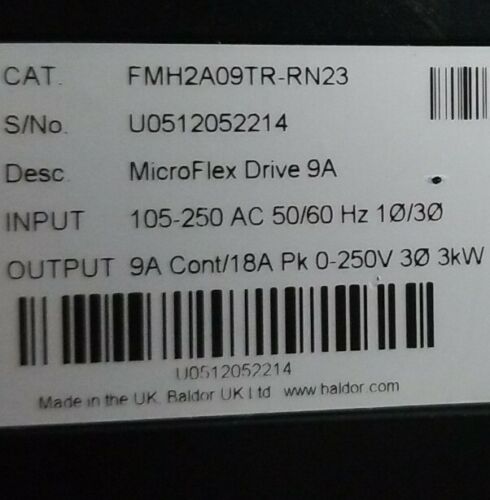 CAT. FMH2A09TR-RN23
S/No. U0512052214
Desc. MicroFlex Drive 9A
INPUT 105-250 AC 50/60 Hz 1Ø/3Ø
OUTPUT 9A Cont/18A Pk 0-250V 3Ø 3kW
U0512052214
Made in the UK. Baldor UK Ltd www.baldor.com